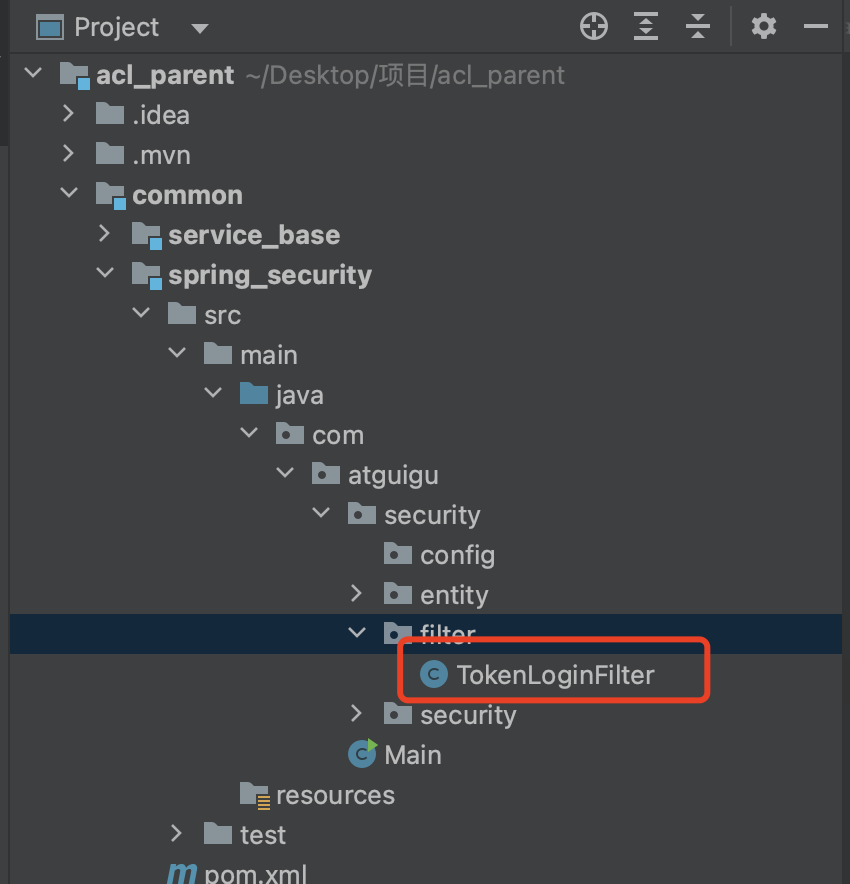 Project
acl_parent ~/Desktop/项目/acl_parent
.idea
.mvn
common
service_base
spring_security
src
main
java
com
atguigu
security
config
entity
filter
C TokenLoginFilter
security
C Main
resources
test
m pom.xml